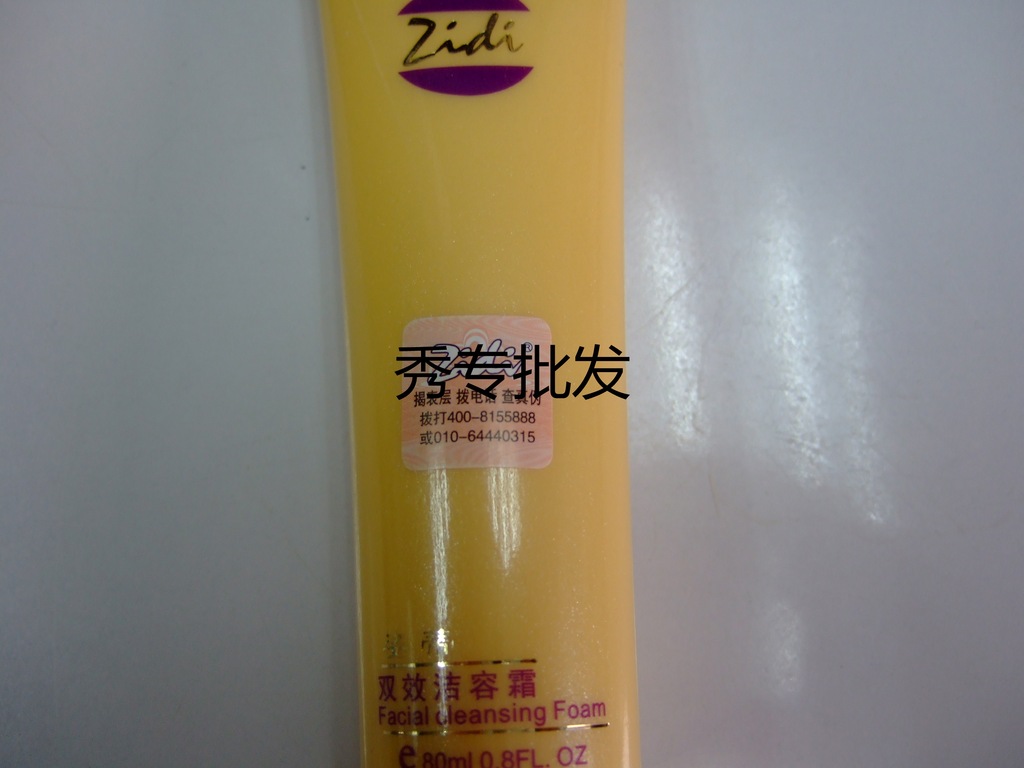 Zidi
Zidi®
秀专批发
揭表层 拨电话 查真伪
拨打400-8155888
或010-64440315
双效洁容霜
Facial cleansing Foam
e 80ml 0.8FL. OZ